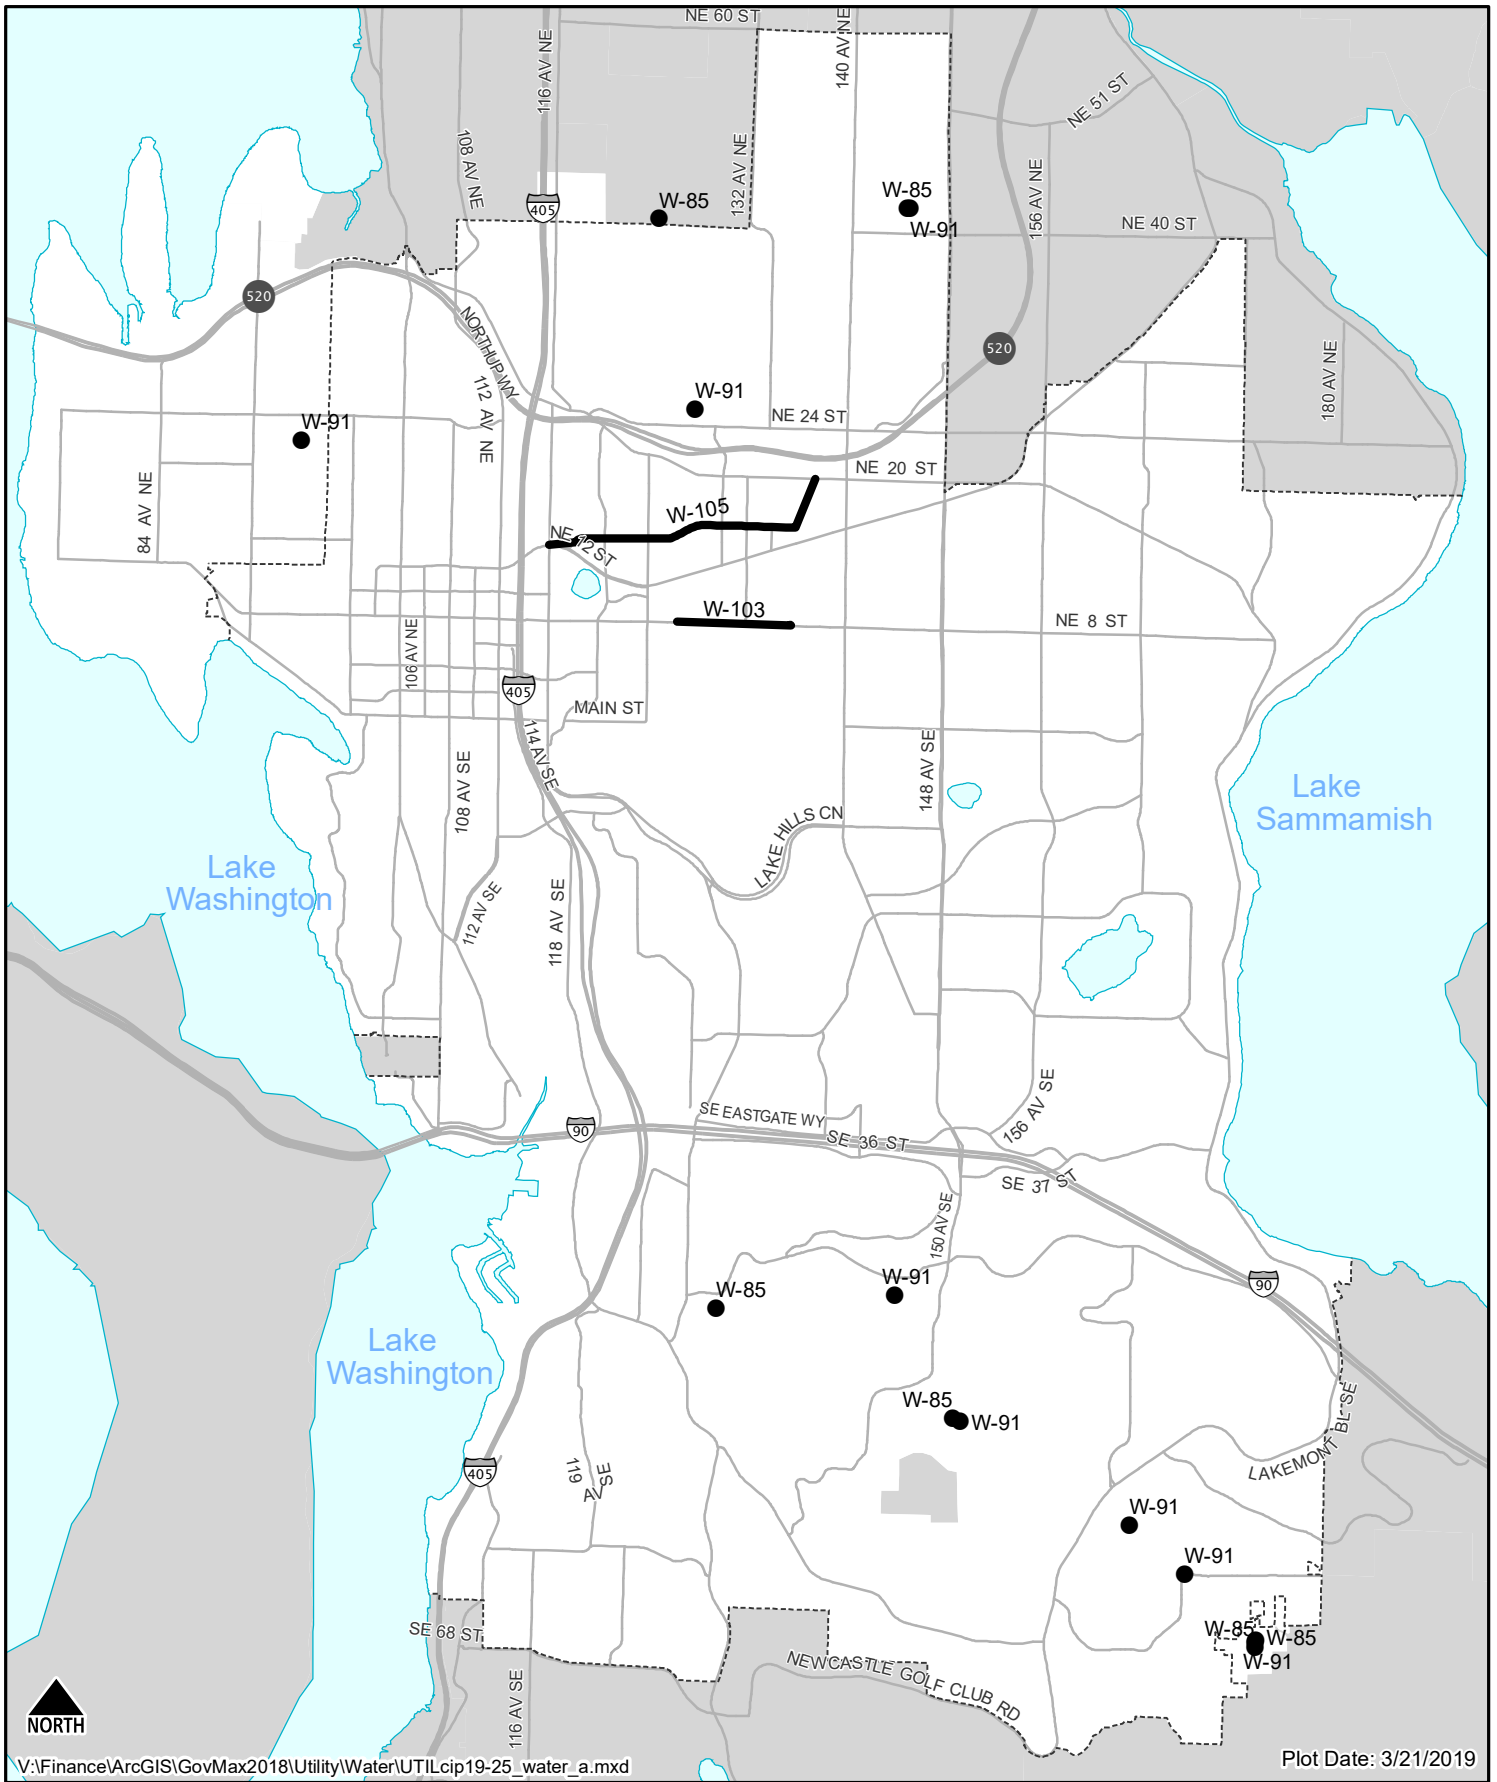 NE 60 ST
116 AV NE
140 AV NE
NE 51 ST
108 AV NE
132 AV NE
156 AV NE
W-85
405
W-85
W-91
NE 40 ST
520
NORTHUP WY
520
180 AV NE
112 AV NE
W-91
W-91
NE 24 ST
84 AV NE
NE 20 ST
W-105
NE 12 ST
W-103
NE 8 ST
106 AV NE
405
MAIN ST
114 AV SE
108 AV SE
148 AV SE
Lake
Sammamish
LAKE HILLS CN
Lake
Washington
112 AV SE
118 AV SE
156 AV SE
SE EASTGATE WY
90
SE 36 ST
SE 37 ST
150 AV SE
W-85
W-91
90
Lake
Washington
W-85
W-91
LAKEMONT BL SE
405
119
AV SE
W-91
W-91
SE 68 ST
W-85
W-85
W-91
NEWCASTLE GOLF CLUB RD
116 AV SE
NORTH
V:\Finance\ArcGIS\GovMax2018\Utility\Water\UTILcip19-25_water_a.mxd
Plot Date: 3/21/2019